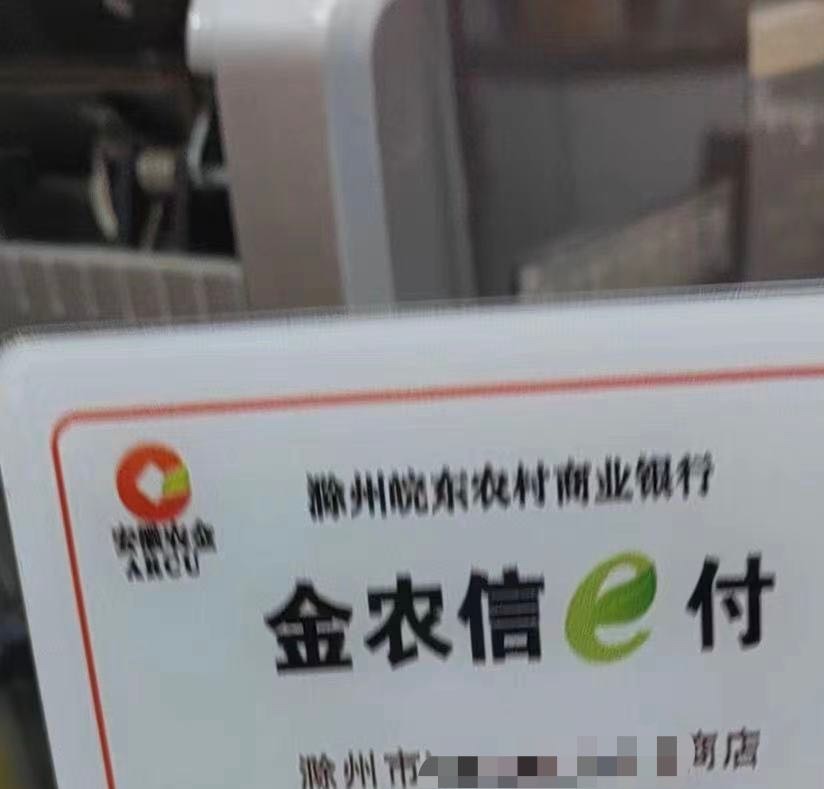 滁州皖东农村商业银行
安徽农金
ARCU
金农信e付
滁州市
商店